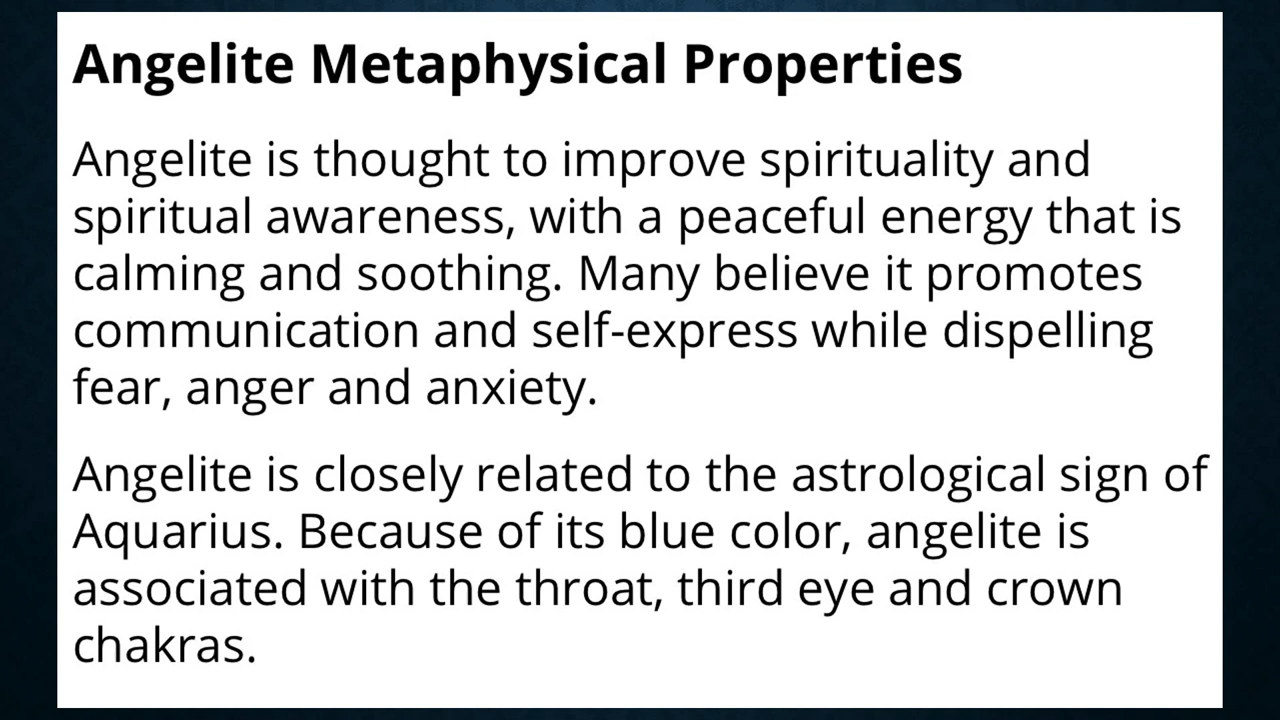 Angelite Metaphysical Properties
Angelite is thought to improve spirituality and
spiritual awareness, with a peaceful energy that is
calming and soothing. Many believe it promotes
communication and self-express while dispelling
fear, anger and anxiety.
Angelite is closely related to the astrological sign of
Aquarius. Because of its blue color, angelite is
associated with the throat, third eye and crown
chakras.